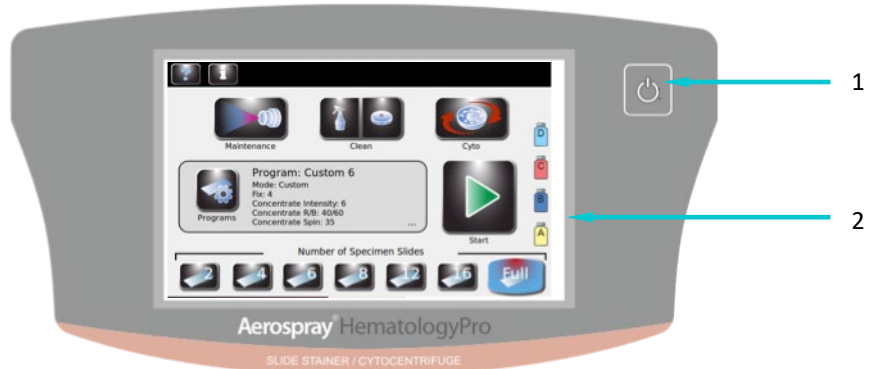 ? i
Maintenance Clean Cyto
D
C
B
A
Programs
Program: Custom 6
Mode: Custom
Fix: 4
Concentrate Intensity: 6
Concentrate R/B: 40/60
Concentrate Spin: 35
...
Start
Number of Specimen Slides
2 4 6 8 12 16 Full
Aerospray® HematologyPro
SLIDE STAINER / CYTOCENTRIFUGE
1
2